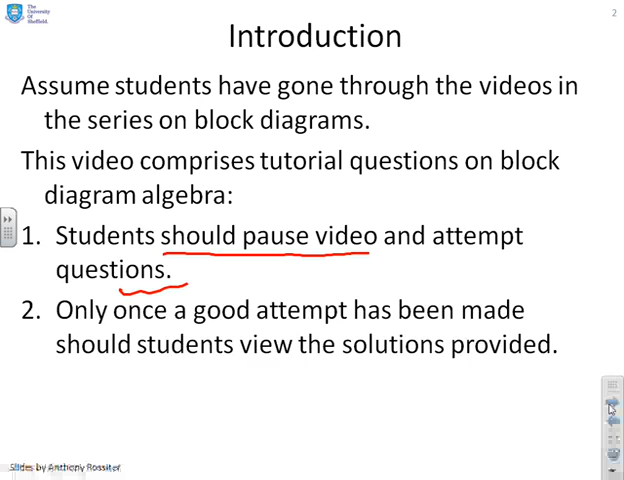 The
University
Of
Sheffield.
2
Introduction
Assume students have gone through the videos in
the series on block diagrams.
This video comprises tutorial questions on block
diagram algebra:
1. Students should pause video and attempt
questions.
2. Only once a good attempt has been made
should students view the solutions provided.
Slides by Anthony Rossiter